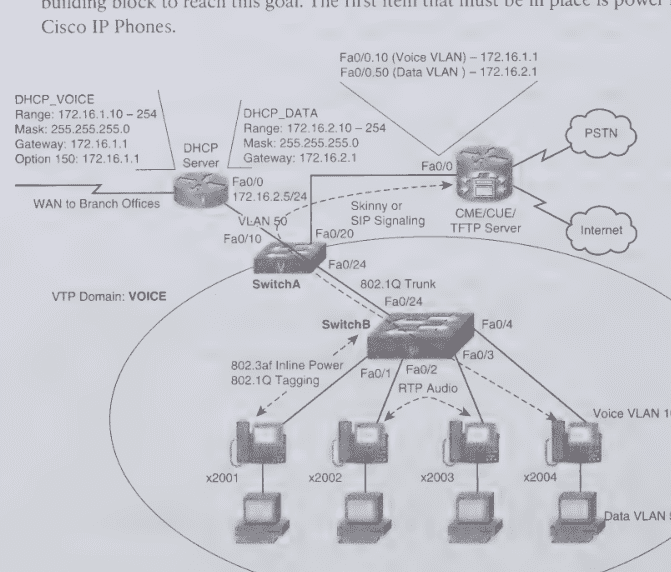 building block to reach this goal. The first item that must be in place is power
Cisco IP Phones.
Fa0/0.10 (Voice VLAN) – 172.16.1.1
Fa0/0.50 (Data VLAN ) – 172.16.2.1
DHCP_VOICE
Range: 172.16.1.10 – 254
Mask: 255.255.255.0
Gateway: 172.16.1.1
Option 150: 172.16.1.1
DHCP_DATA
Range: 172.16.2.10 – 254
Mask: 255.255.255.0
Gateway: 172.16.2.1
DHCP
Server
PSTN
Fa0/0
Fa0/0
172.16.2.5/24
WAN to Branch Offices
Skinny or
SIP Signaling
CME/CUE/
TFTP Server
Internet
VLAN 50
Fa0/10
Fa0/20
Fa0/24
SwitchA
802.1Q Trunk
Fa0/24
VTP Domain: VOICE
SwitchB
Fa0/4
Fa0/3
802.3af Inline Power
802.1Q Tagging
Fa0/1
Fa0/2
RTP Audio
Voice VLAN 1
x2001
x2002
x2003
x2004
Data VLAN